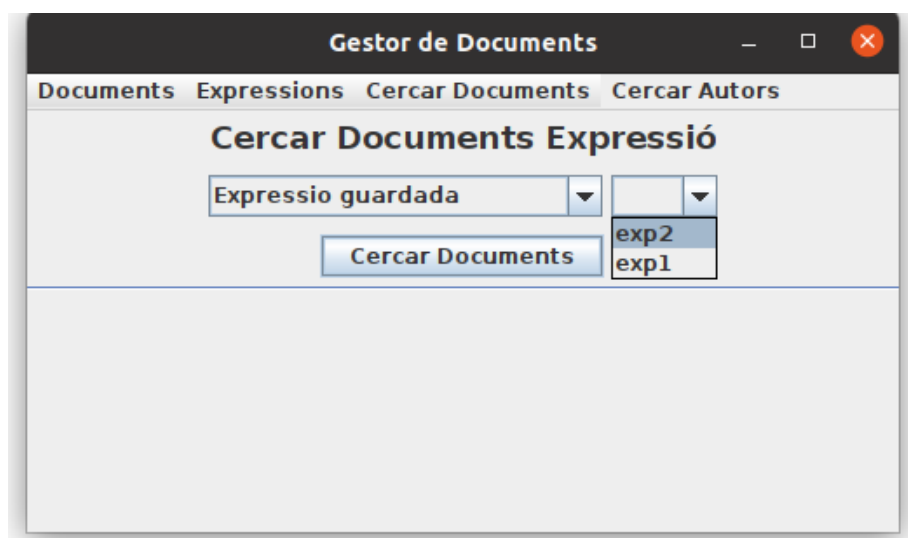 Gestor de Documents
Documents Expressions Cercar Documents Cercar Autors
Cercar Documents Expressió
Expressio guardada
exp2
Cercar Documents
exp1